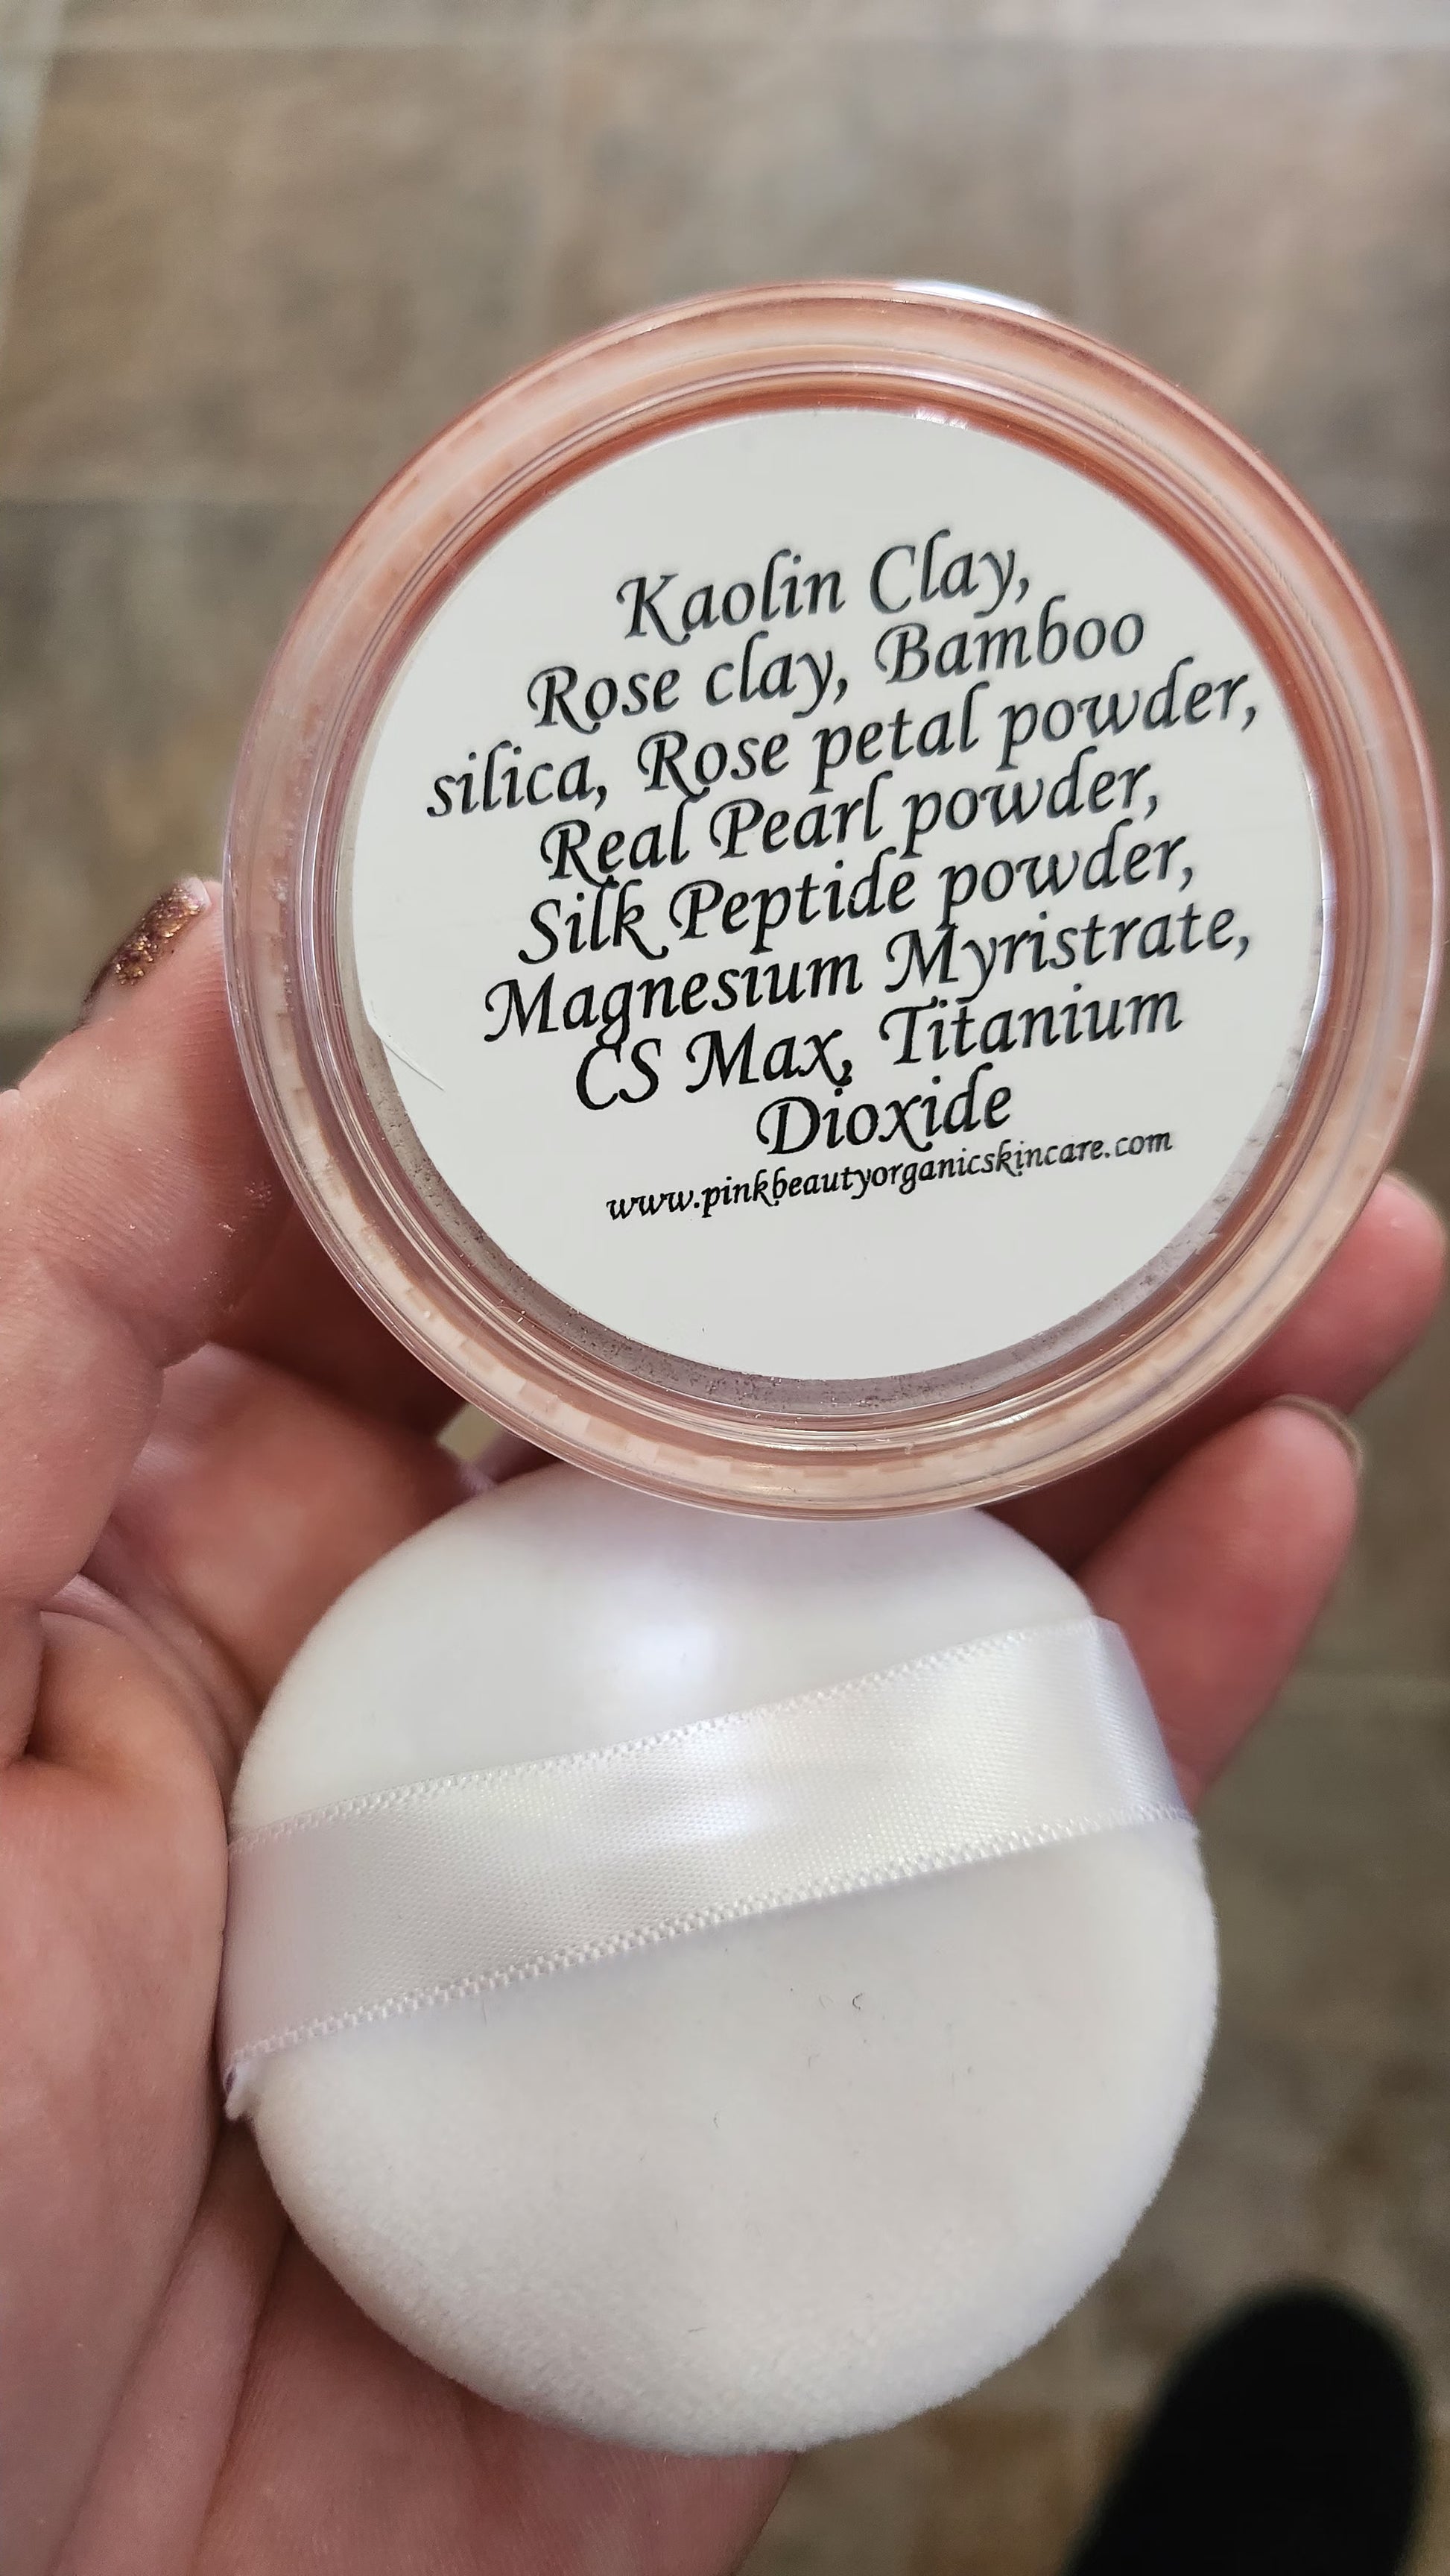 Kaolin Clay,
Rose clay, Bamboo
silica, Rose petal powder,
Real Pearl powder,
Silk Peptide powder,
Magnesium Myristrate,
CS Max, Titanium
Dioxide
www.pinkbeautyorganicskincare.com